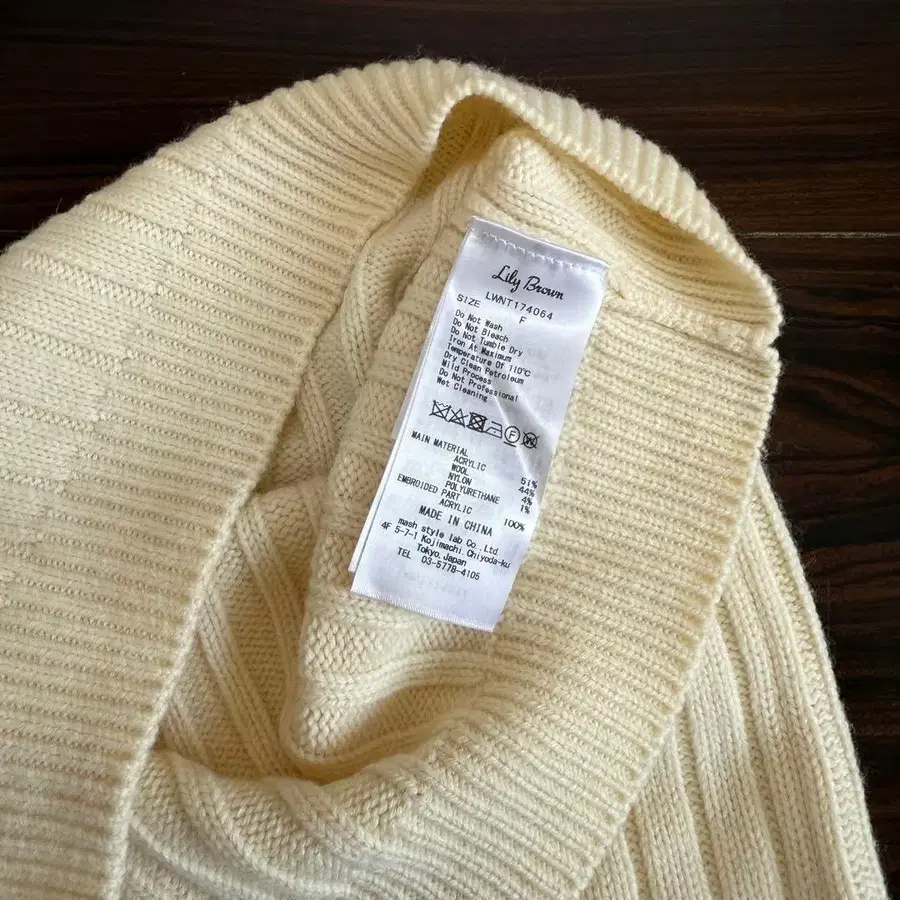 Lily Brown
LWNT174064
SIZE F
Do Not Wash
Do Not Bleach
Do Not Tumble Dry
Iron At Maximum
Temperature Of 110℃
Dry Clean Petroleum
Mild Process
Do Not Professional
Wet Cleaning
MAIN MATERIAL
ACRYLIC 51%
WOOL 44%
NYLON 4%
POLYURETHANE 1%
EMBROIDED PART
ACRYLIC 100%
MADE IN CHINA
mash style lab Co.,Ltd.
4F 5-7-1 Kojimachi.Chiyoda-ku
Tokyo.Japan
TEL 03-5778-4105